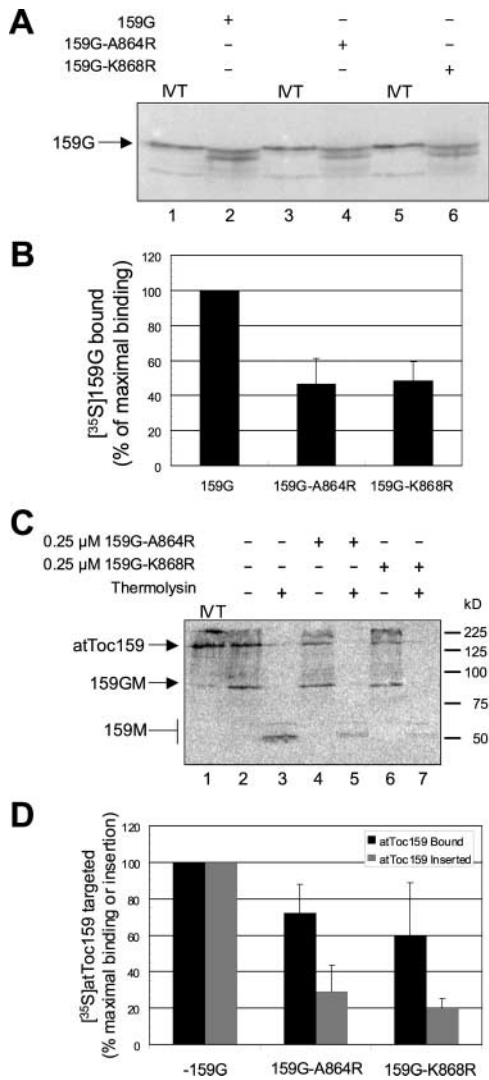 A
159G + – –
159G-A864R – + –
159G-K868R – – +
IVT IVT IVT
159G
1 2 3 4 5 6
B
[35S]159G bound
(% of maximal binding)
120
100
80
60
40
20
0
159G 159G-A864R 159G-K868R
C
0.25 µM 159G-A864R – – + + – –
0.25 µM 159G-K868R – – – – + +
Thermolysin – + – + – +
IVT
kD
atToc159
159GM
159M
225
125
100
75
50
1 2 3 4 5 6 7
D
[35S]atToc159 targeted
(% maximal binding or insertion)
120
100
80
60
40
20
0
atToc159 Bound
atToc159 Inserted
-159G 159G-A864R 159G-K868R